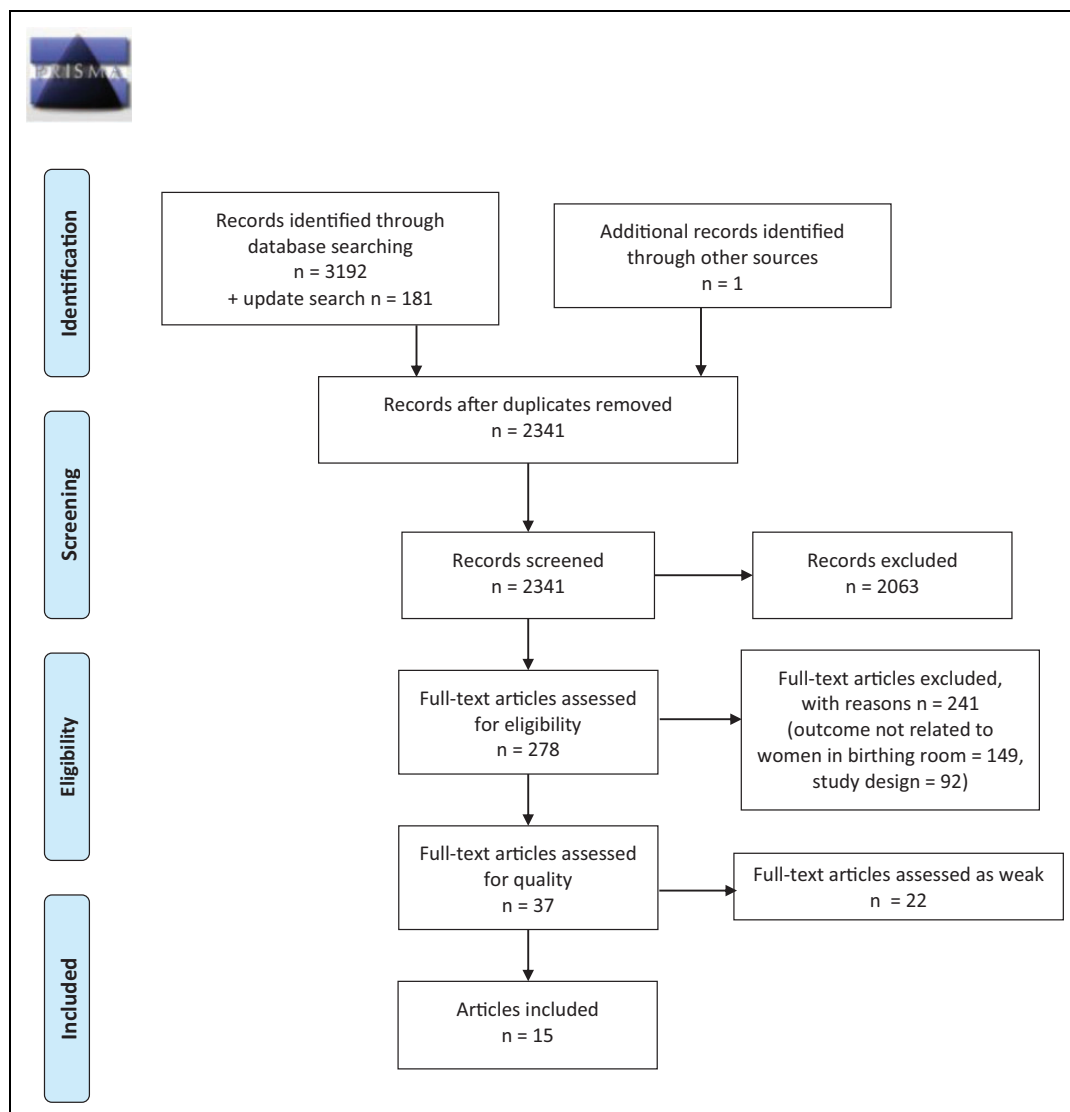 PRISMA
Identification
Records identified through
database searching
n = 3192
+ update search n = 181
Additional records identified
through other sources
n = 1
Records after duplicates removed
n = 2341
Screening
Records screened
n = 2341
Records excluded
n = 2063
Eligibility
Full-text articles assessed
for eligibility
n = 278
Full-text articles excluded,
with reasons n = 241
(outcome not related to
women in birthing room = 149,
study design = 92)
Full-text articles assessed
for quality
n = 37
Full-text articles assessed as weak
n = 22
Included
Articles included
n = 15